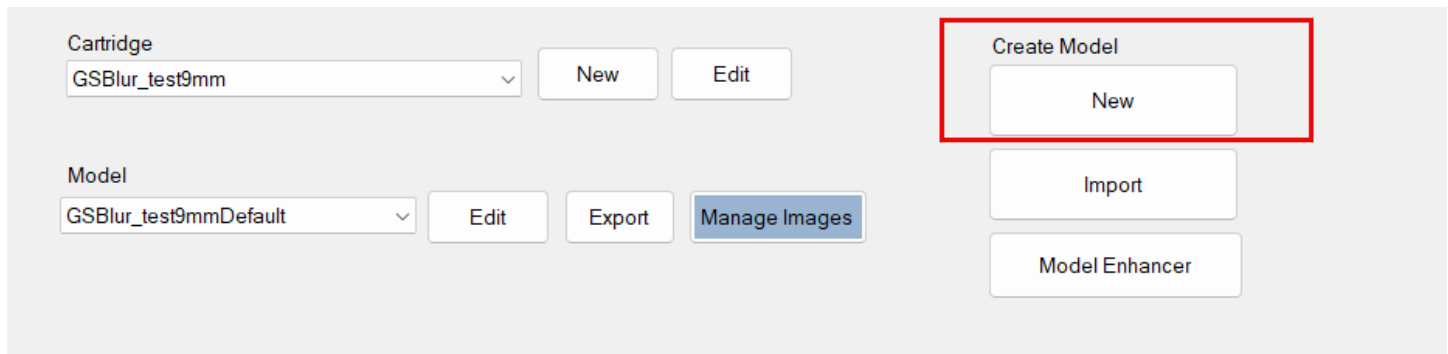 Cartridge
GSBlur_test9mm
New
Edit
Create Model
New
Import
Model Enhancer
Model
GSBlur_test9mmDefault
Edit
Export
Manage Images